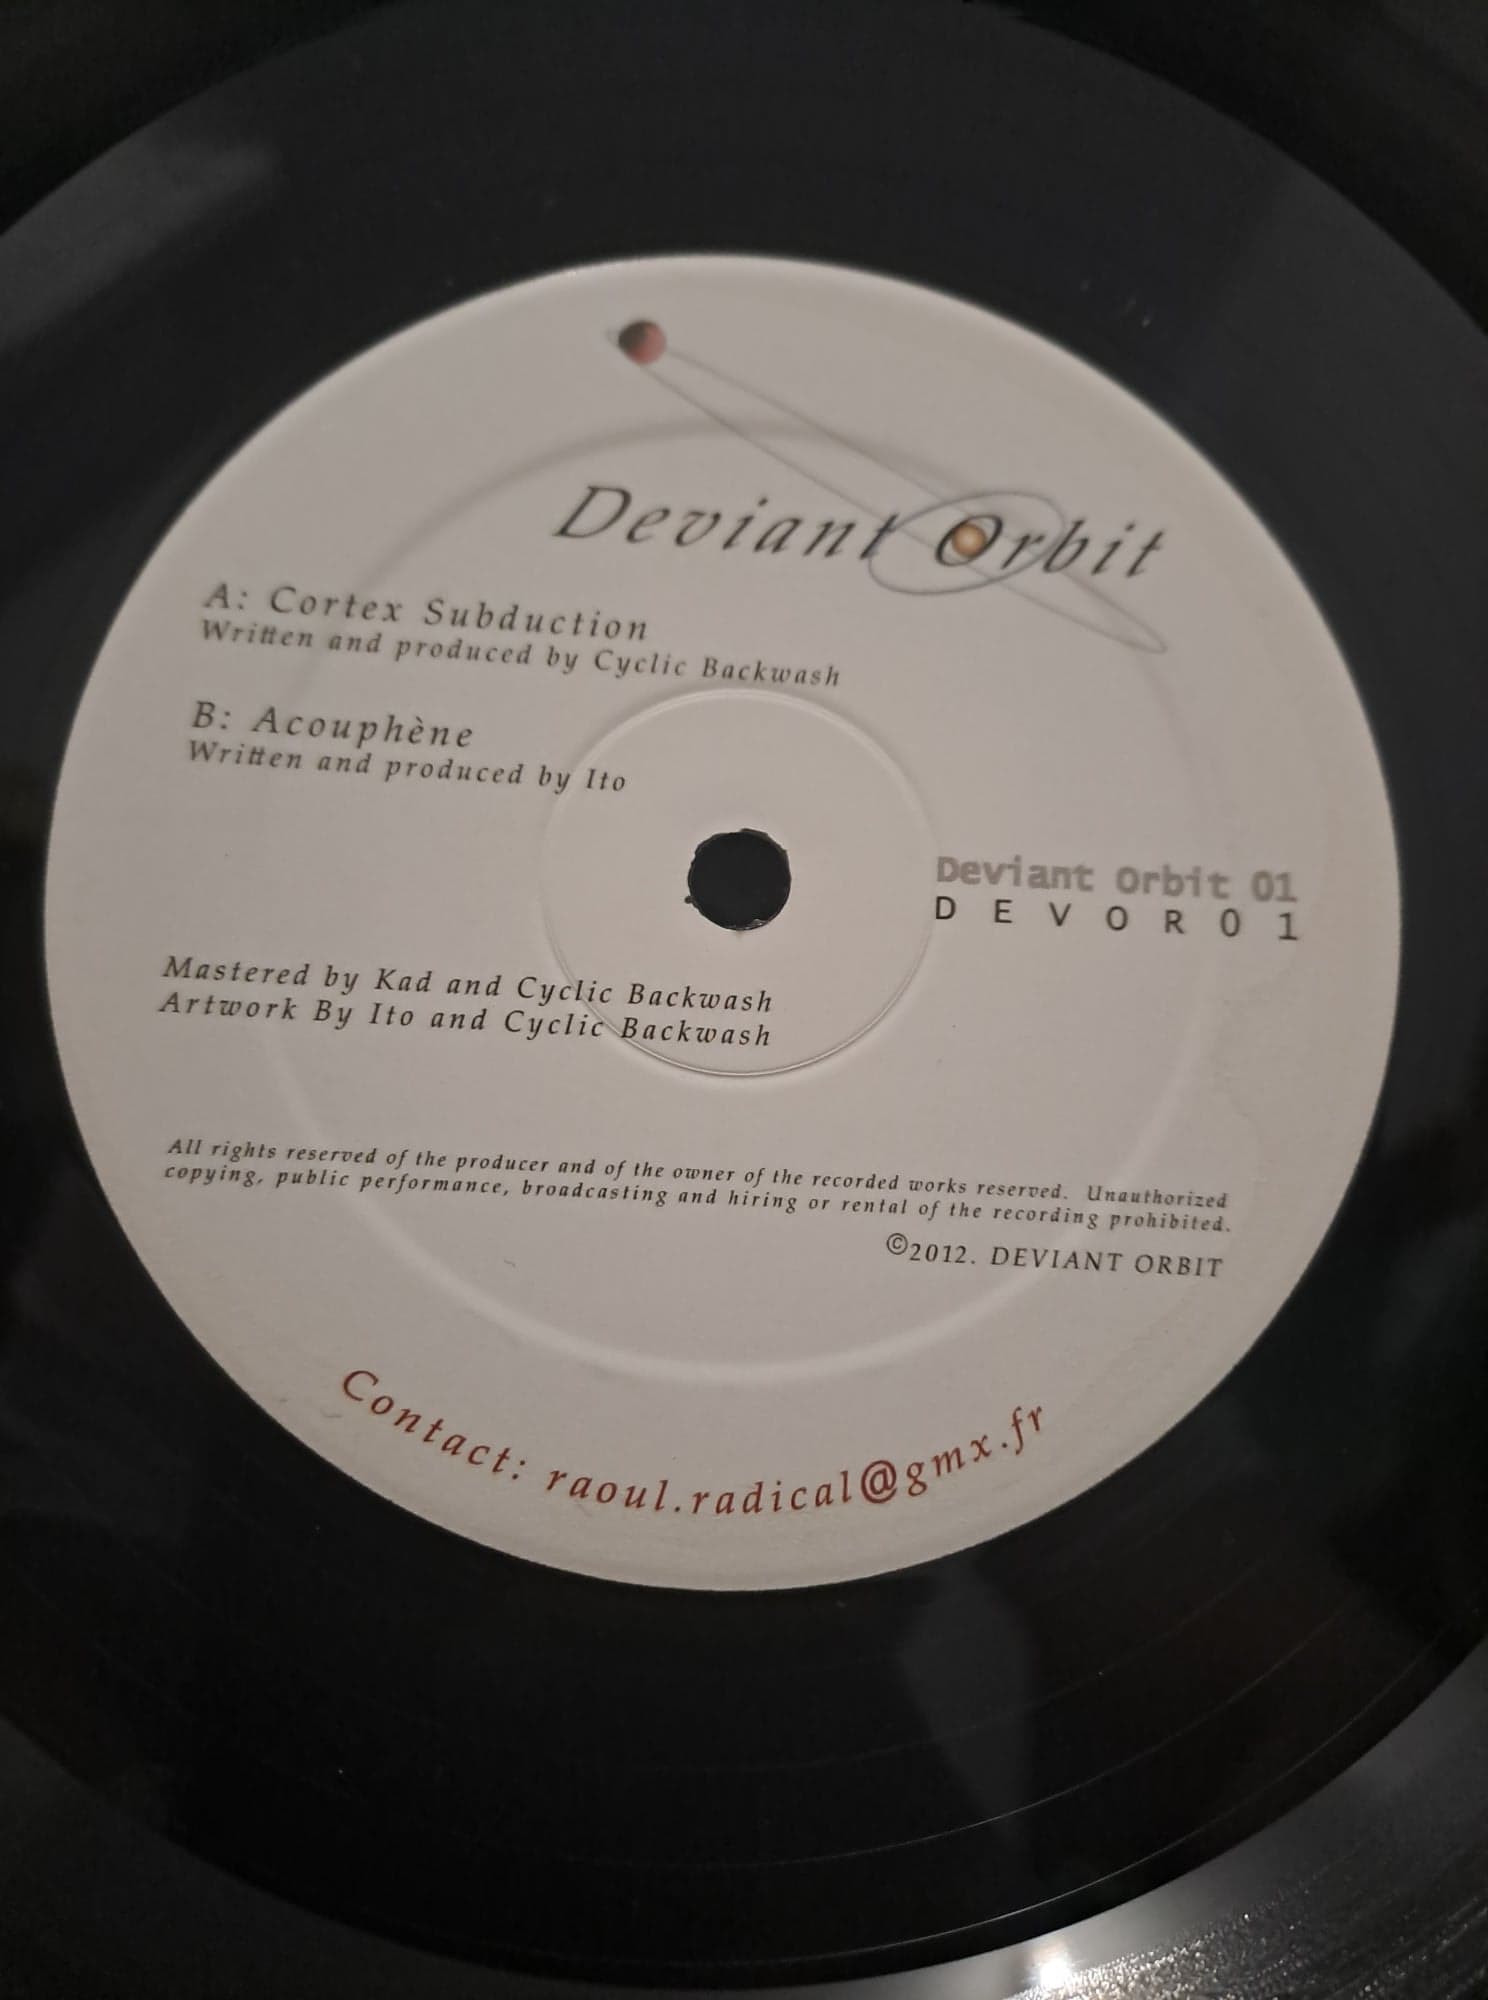 Deviant Orbit
A: Cortex Subduction
Written and produced by Cyclic Backwash
B: Acouphène
Written and produced by Ito
Deviant Orbit 01
DEVOR01
Mastered by Kad and Cyclic Backwash
Artwork By Ito and Cyclic Backwash
All rights reserved of the producer and of the owner of the recorded works reserved. Unauthorized
copying, public performance, broadcasting and hiring or rental of the recording prohibited.
©2012. DEVIANT ORBIT
Contact: raoul.radical@gmx.fr